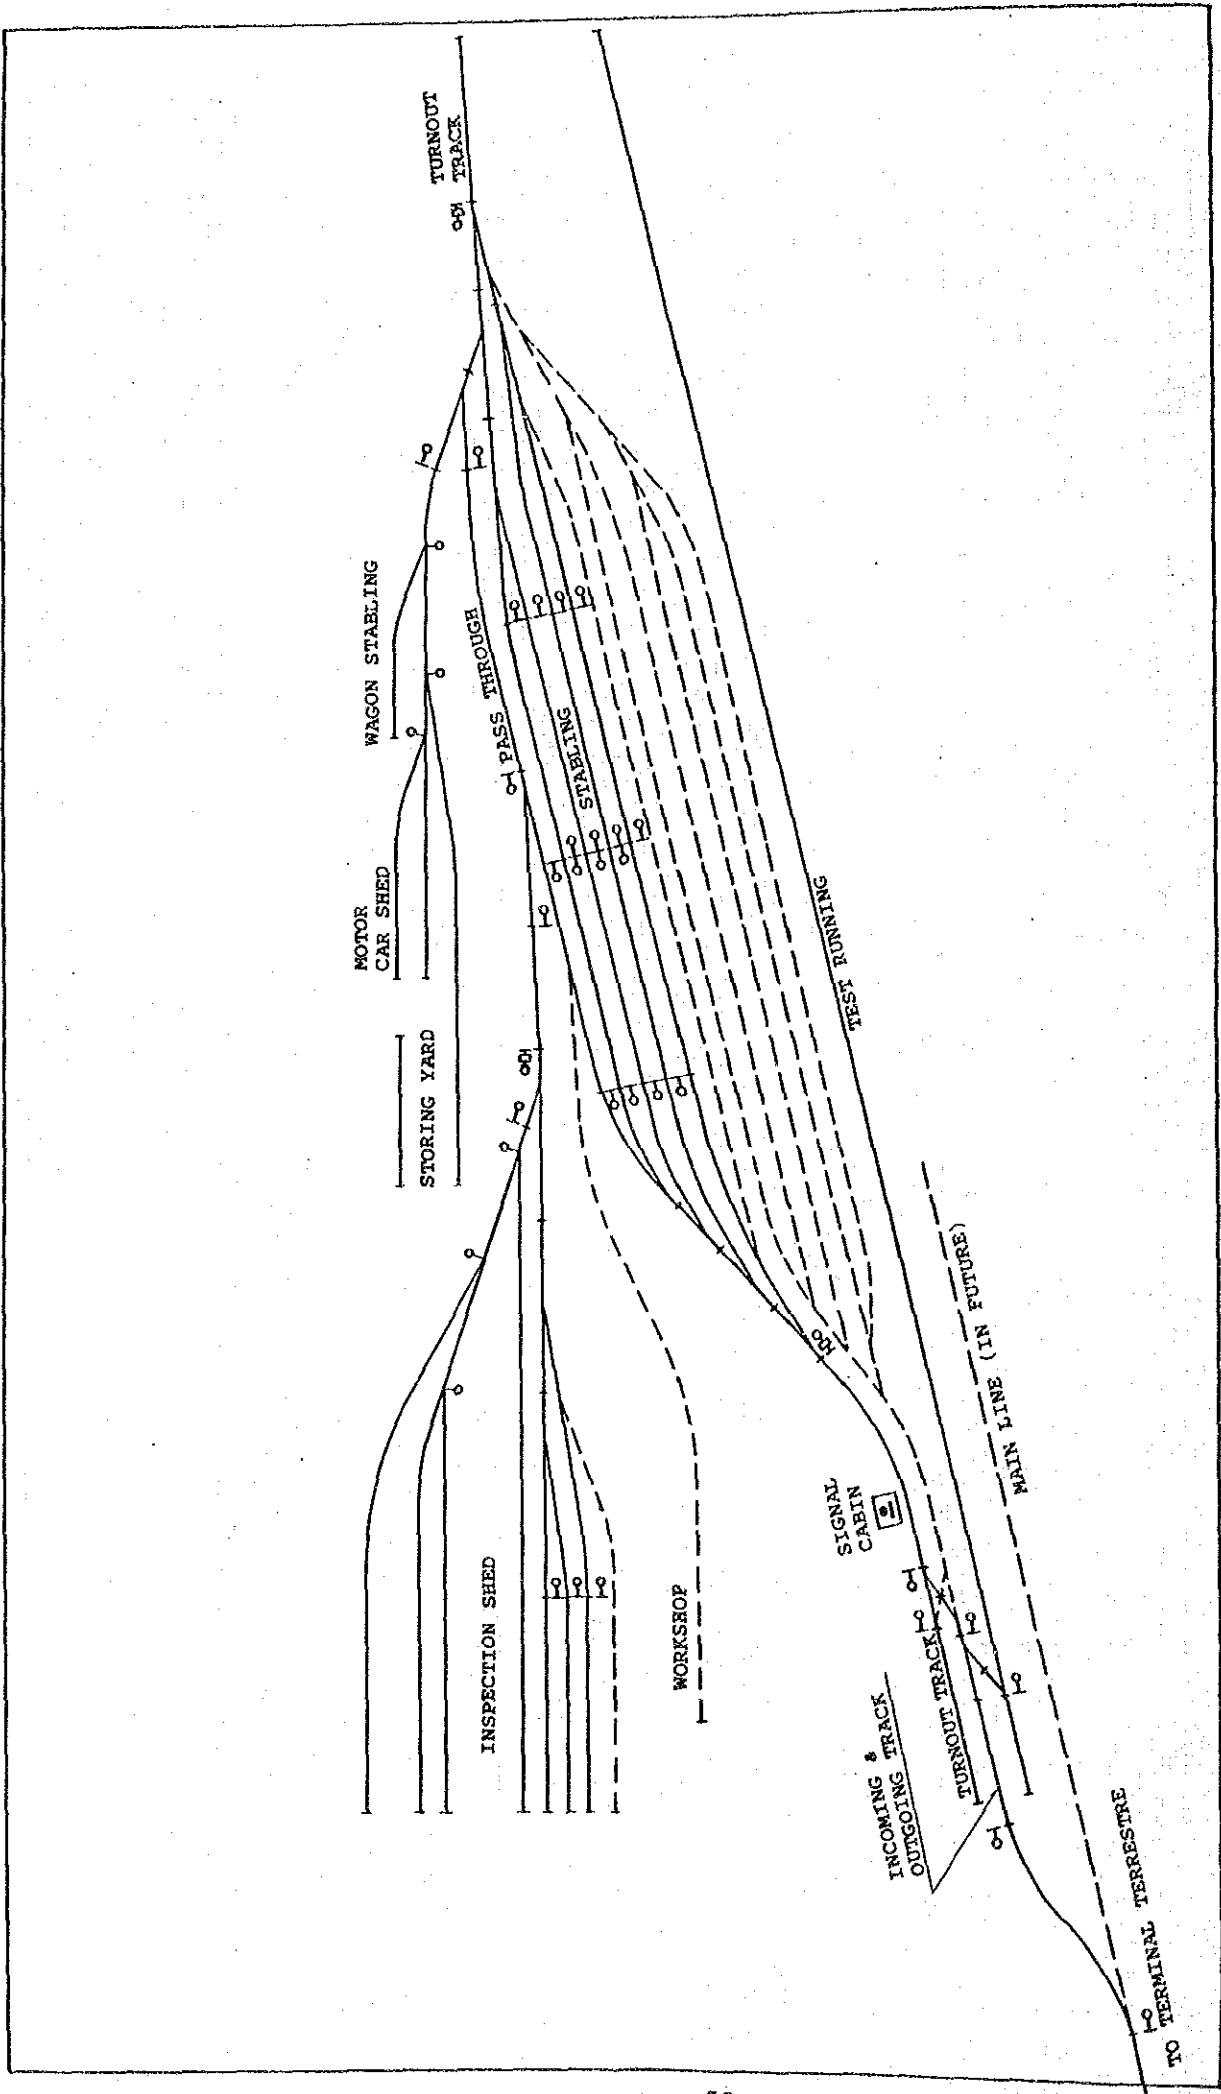 TURNOUT
TRACK
WAGON STABLING
PASS THROUGH
STABLING
MOTOR
CAR SHED
STORING YARD
TEST RUNNING
MAIN LINE (IN FUTURE)
SIGNAL
CABIN
INSPECTION SHED
WORKSHOP
TURNOUT TRACK
INCOMING &
OUTGOING TRACK
TO TERMINAL TERRESTRE